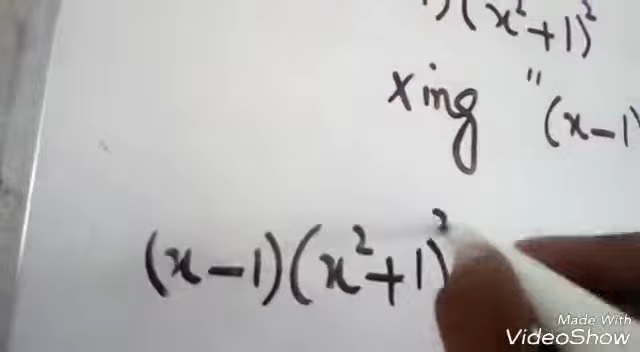 )(x²+1)²
xing "(x-1)
(x-1)(x²+1)²
Made With
VideoShow